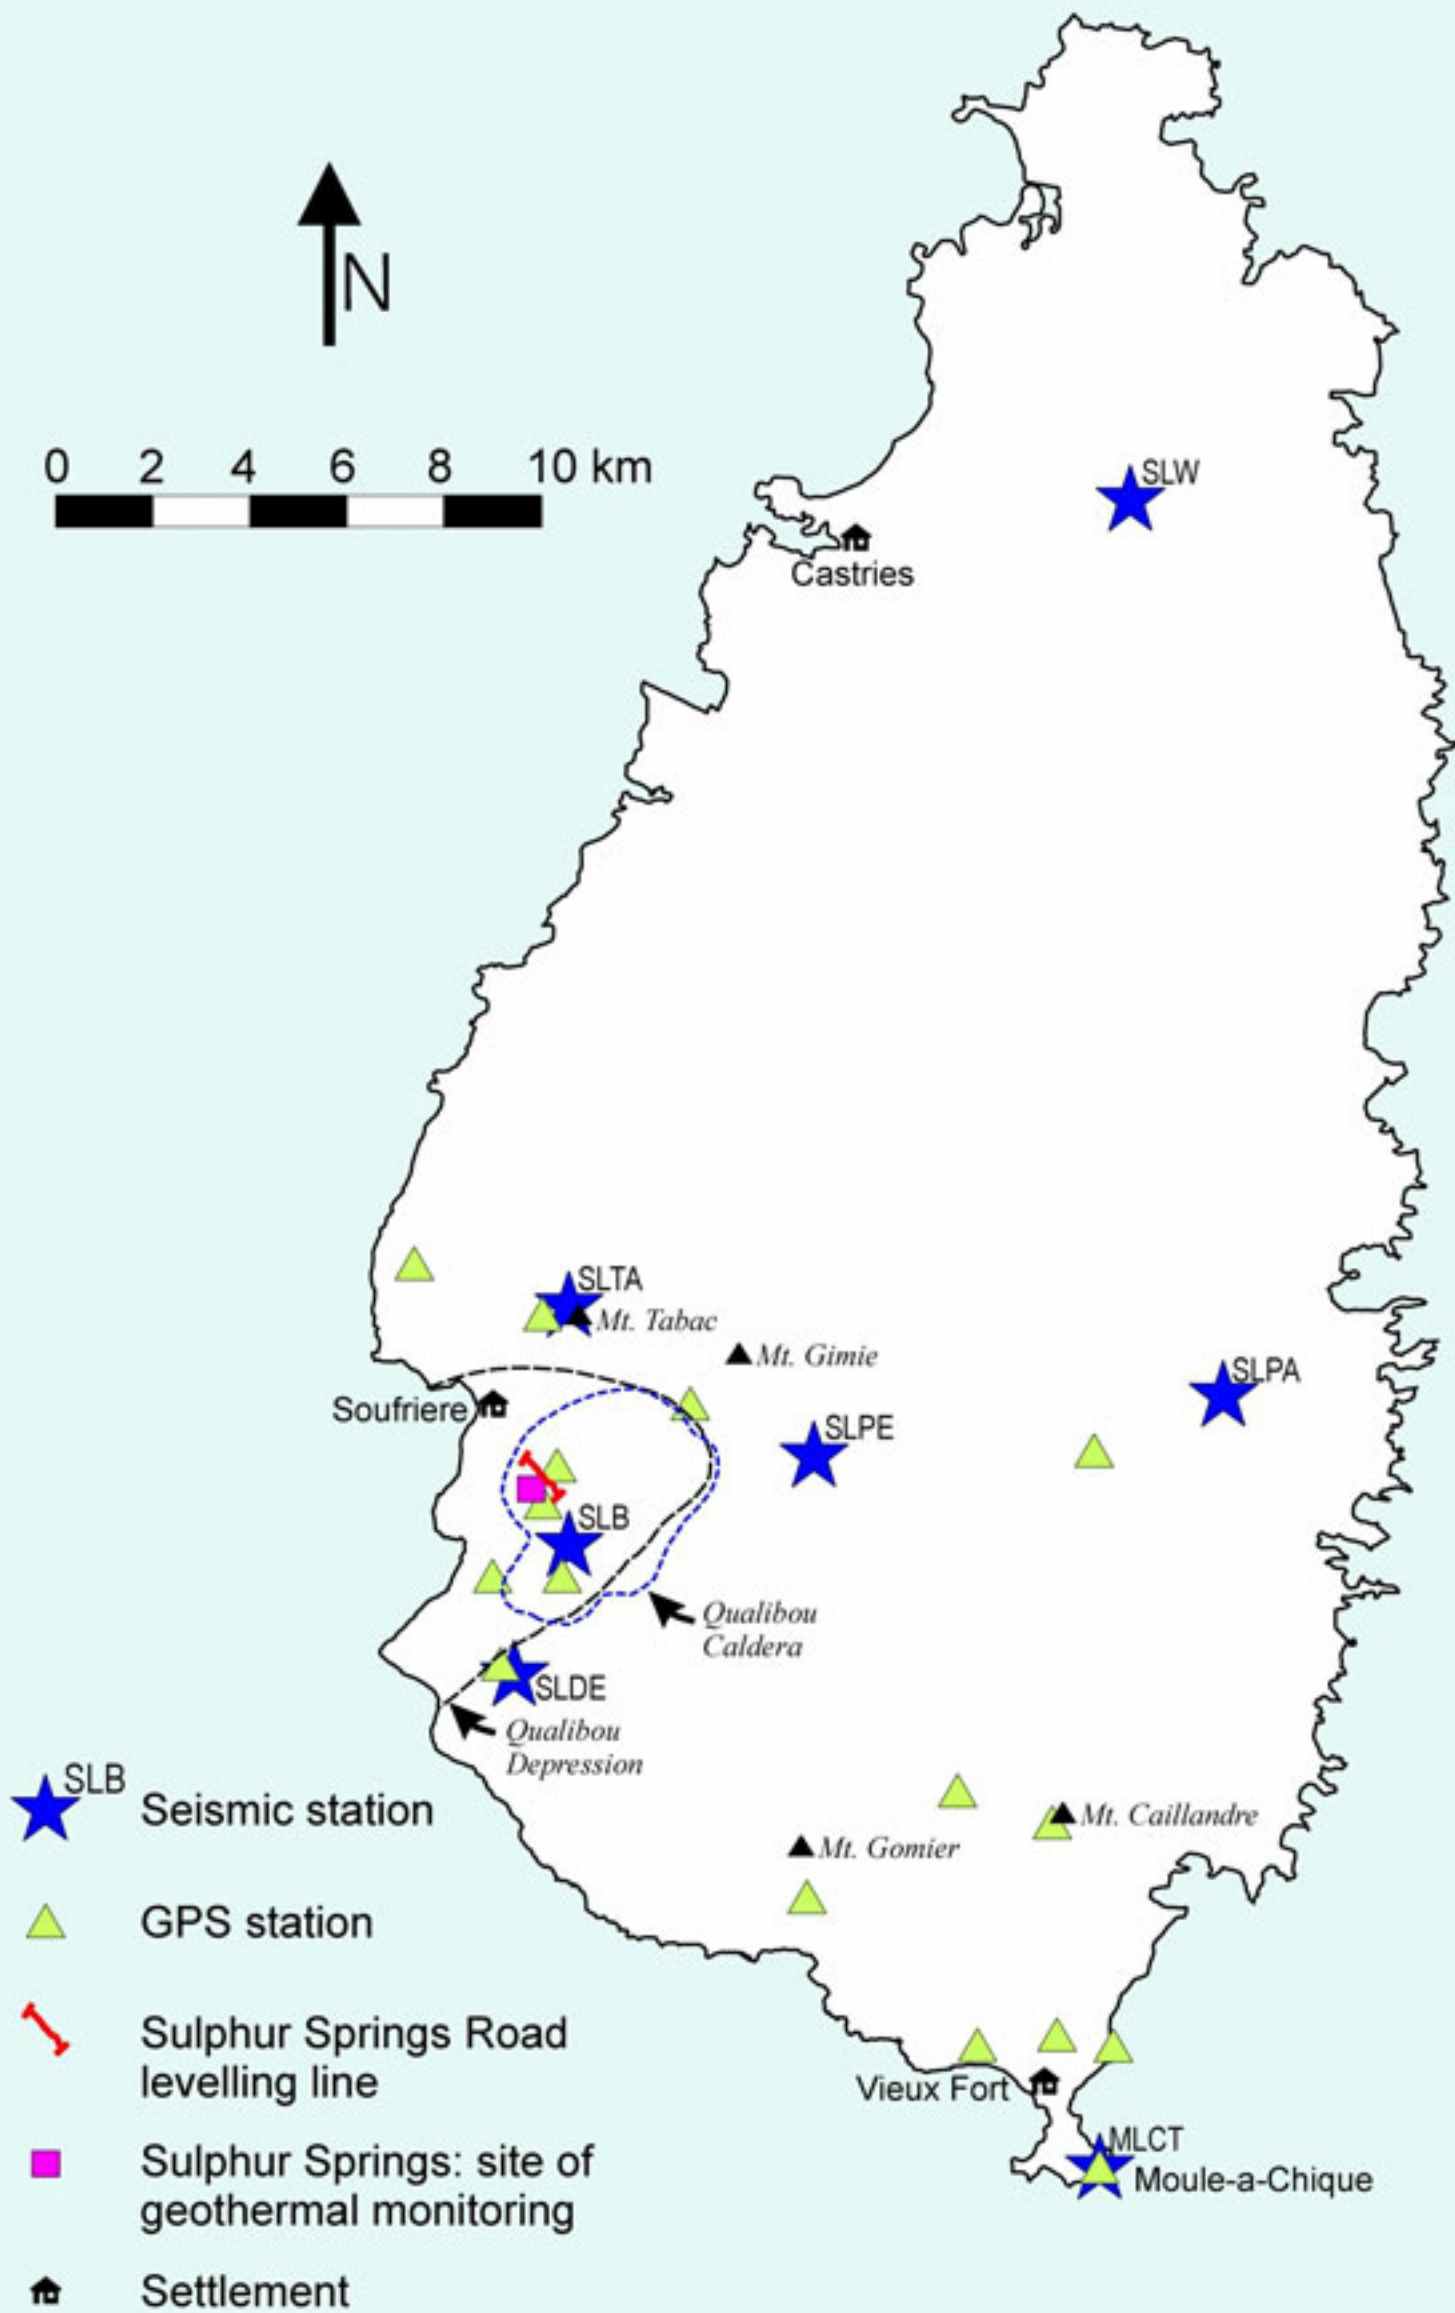 N
0 2 4 6 8 10 km
SLW
Castries
SLTA
Mt. Tabac
Mt. Gimie
SLPA
Soufriere
SLPE
SLB
Qualibou
Caldera
SLDE
Qualibou
Depression
Mt. Caillandre
Mt. Gomier
Vieux Fort
MLCT
Moule-a-Chique
SLB
Seismic station
GPS station
Sulphur Springs Road
levelling line
Sulphur Springs: site of
geothermal monitoring
Settlement